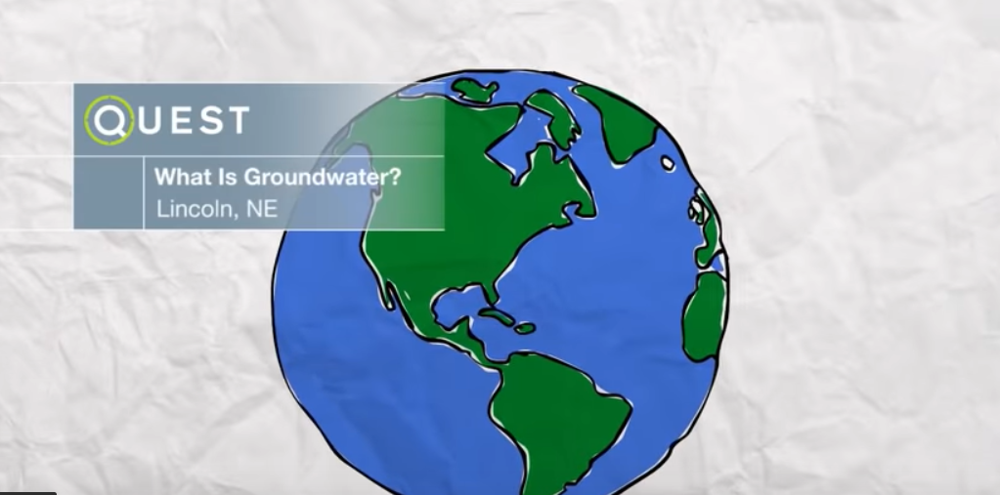 QUEST
What Is Groundwater?
Lincoln, NE